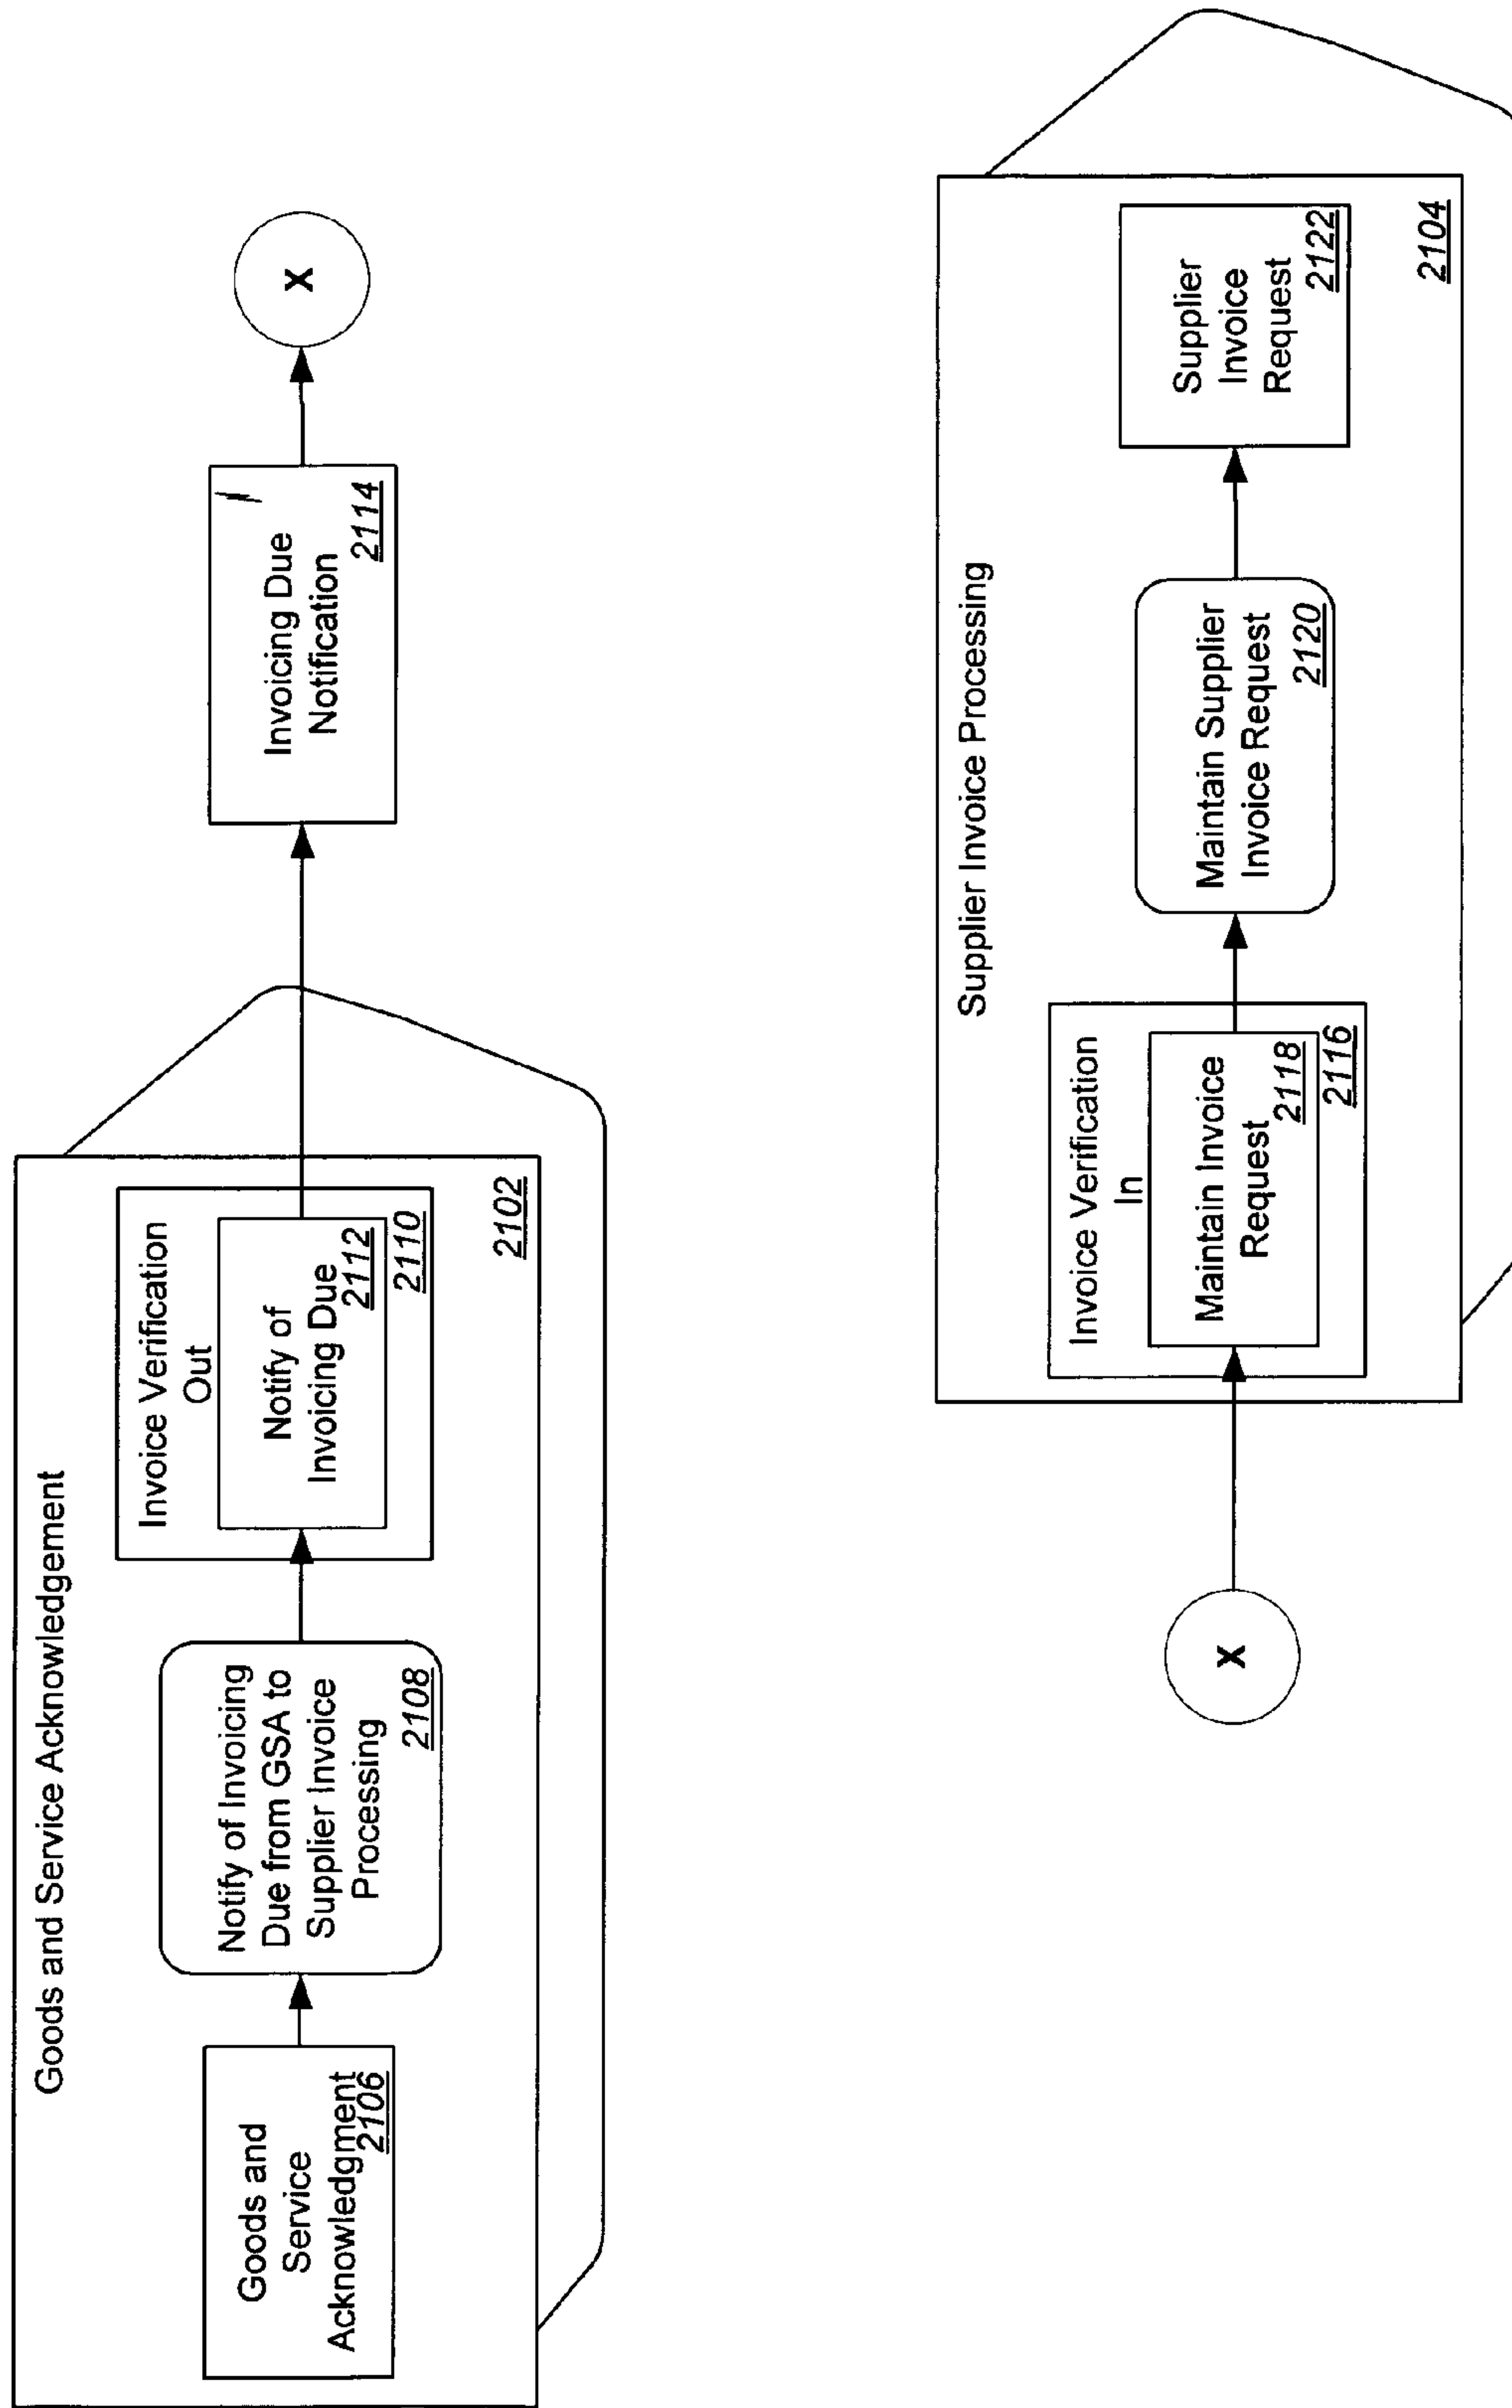 Goods and Service Acknowledgement
Goods and
Service
Acknowledgment
2106
Notify of Invoicing
Due from GSA to
Supplier Invoice
Processing
2108
Invoice Verification
Out
Notify of
Invoicing Due
2112
2110
2102
Invoicing Due
Notification
2114
X
X
Supplier Invoice Processing
Invoice Verification
In
Maintain Invoice
Request
2118
2116
Maintain Supplier
Invoice Request
2120
Supplier
Invoice
Request
2122
2104